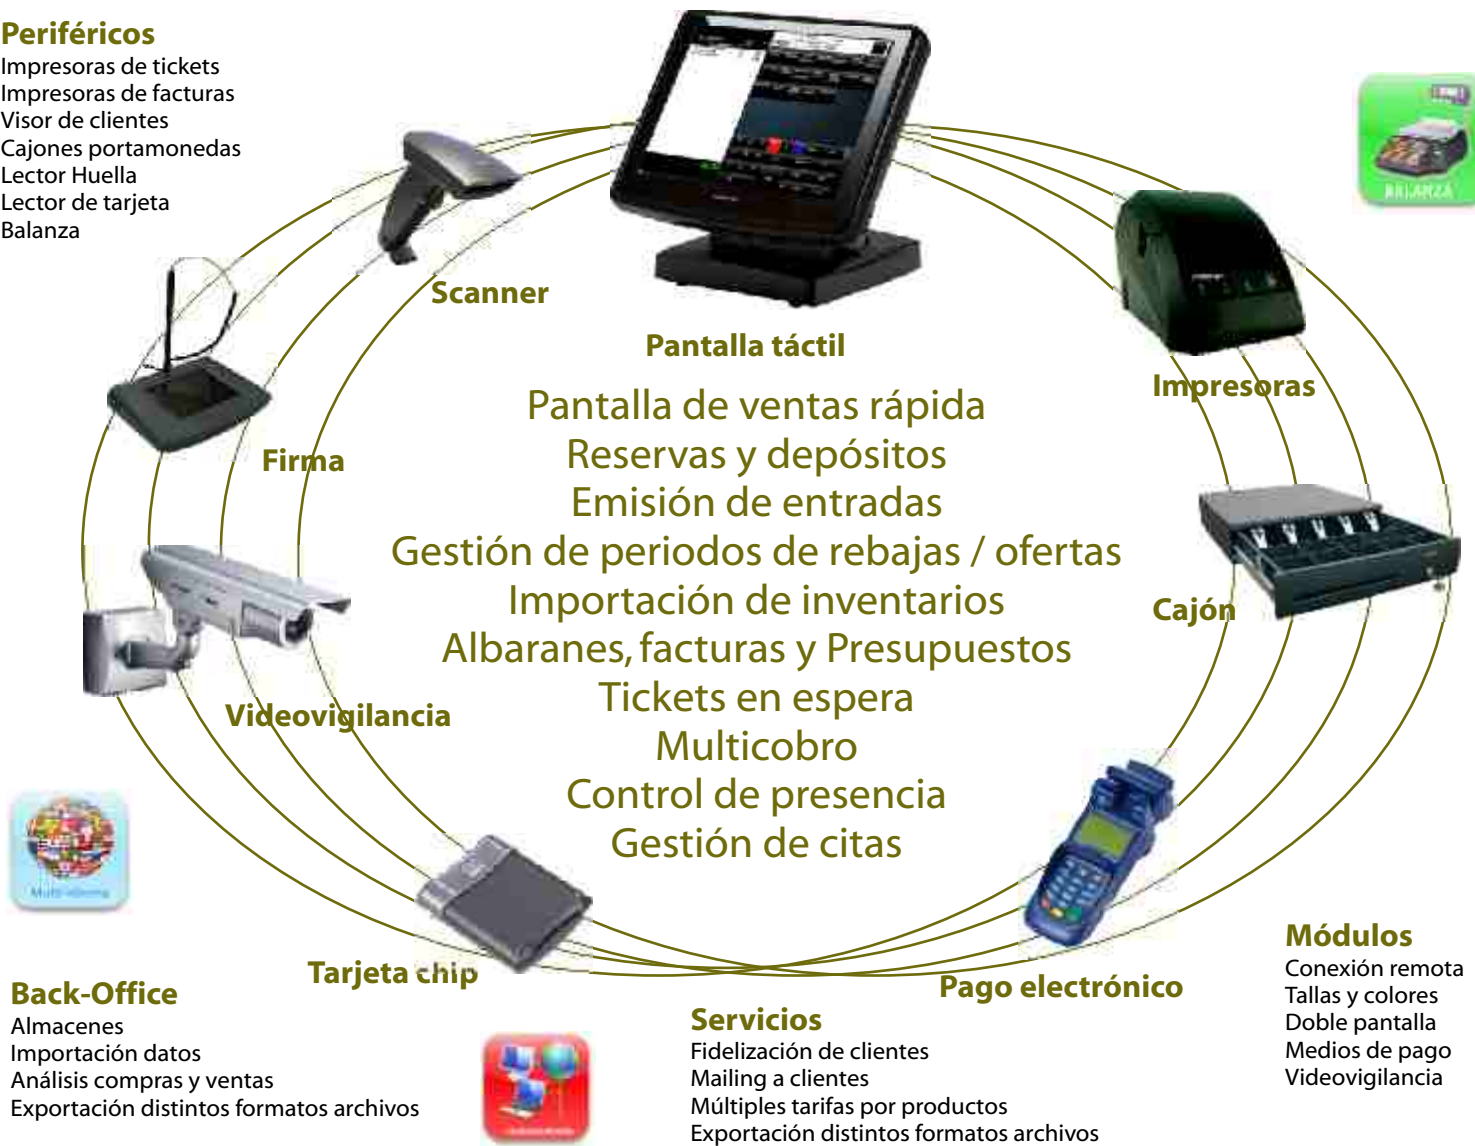 Periféricos
Impresoras de tickets
Impresoras de facturas
Visor de clientes
Cajones portamonedas
Lector Huella
Lector de tarjeta
Balanza
BALANZA
Scanner
Pantalla táctil
Impresoras
Firma
Cajón
Videovigilancia
Pantalla de ventas rápida
Reservas y depósitos
Emisión de entradas
Gestión de periodos de rebajas / ofertas
Importación de inventarios
Albaranes, facturas y Presupuestos
Tickets en espera
Multicobro
Control de presencia
Gestión de citas
Multi-idioma
Tarjeta chip
Pago electrónico
Back-Office
Almacenes
Importación datos
Análisis compras y ventas
Exportación distintos formatos archivos
Servicios
Fidelización de clientes
Mailing a clientes
Múltiples tarifas por productos
Exportación distintos formatos archivos
Módulos
Conexión remota
Tallas y colores
Doble pantalla
Medios de pago
Videovigilancia